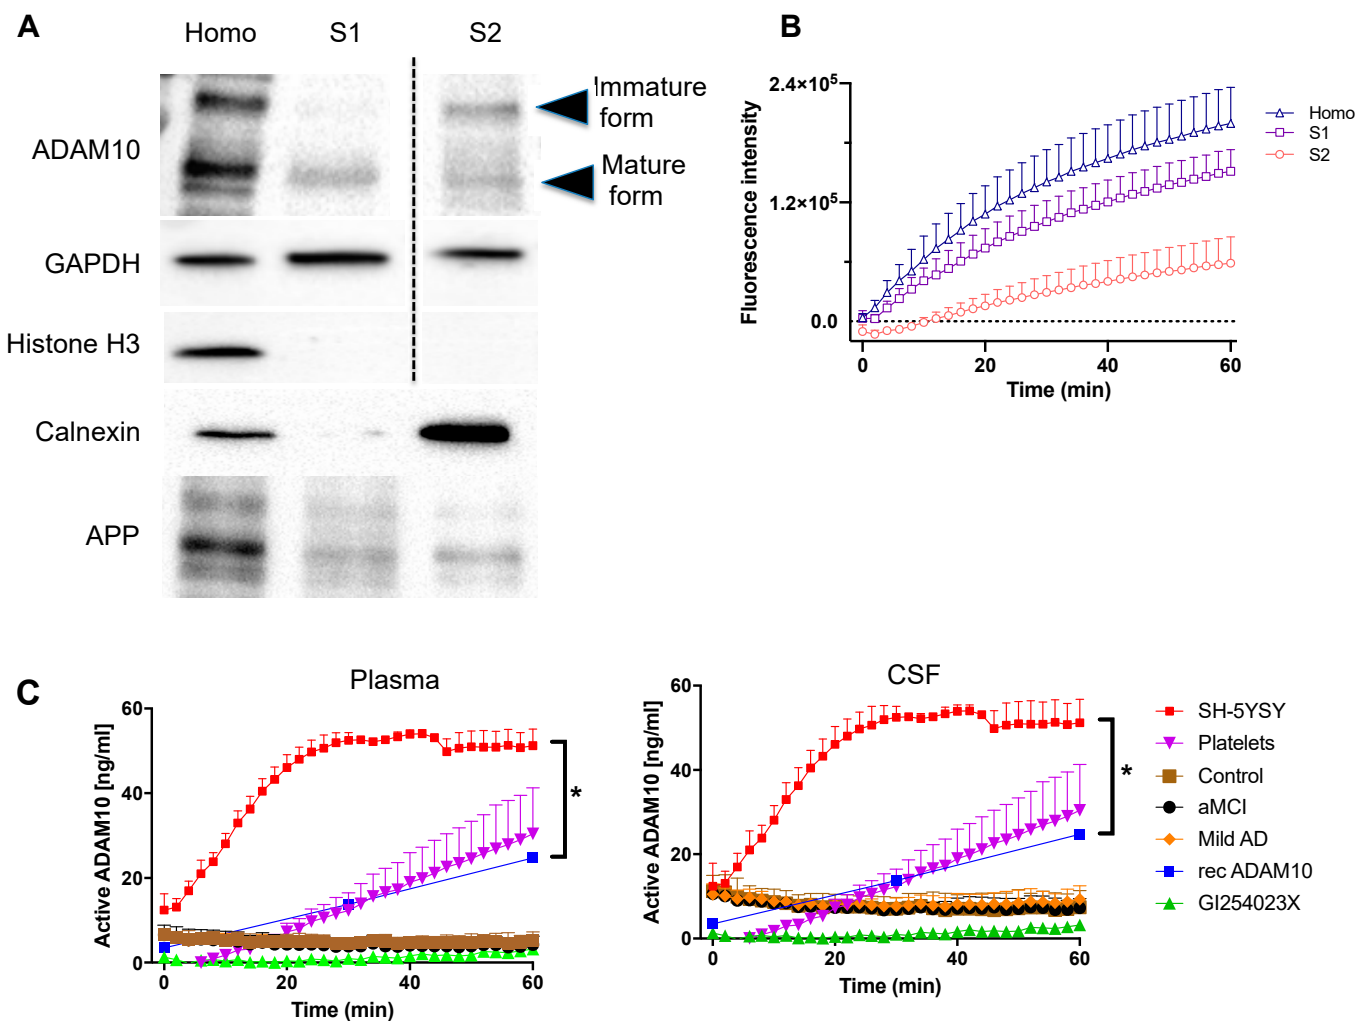 A
Homo
S1
S2
ADAM10
Immature
form
Mature
form
GAPDH
Histone H3
Calnexin
APP
B
Fluorescence intensity
2.4×10⁵
1.2×10⁵
0.0
0
20
40
60
Time (min)
Homo
S1
S2
C
Plasma
Active ADAM10 [ng/ml]
60
40
20
0
0
20
40
60
Time (min)
*
CSF
Active ADAM10 [ng/ml]
60
40
20
0
0
20
40
60
Time (min)
*
SH-5YSY
Platelets
Control
aMCI
Mild AD
rec ADAM10
GI254023X